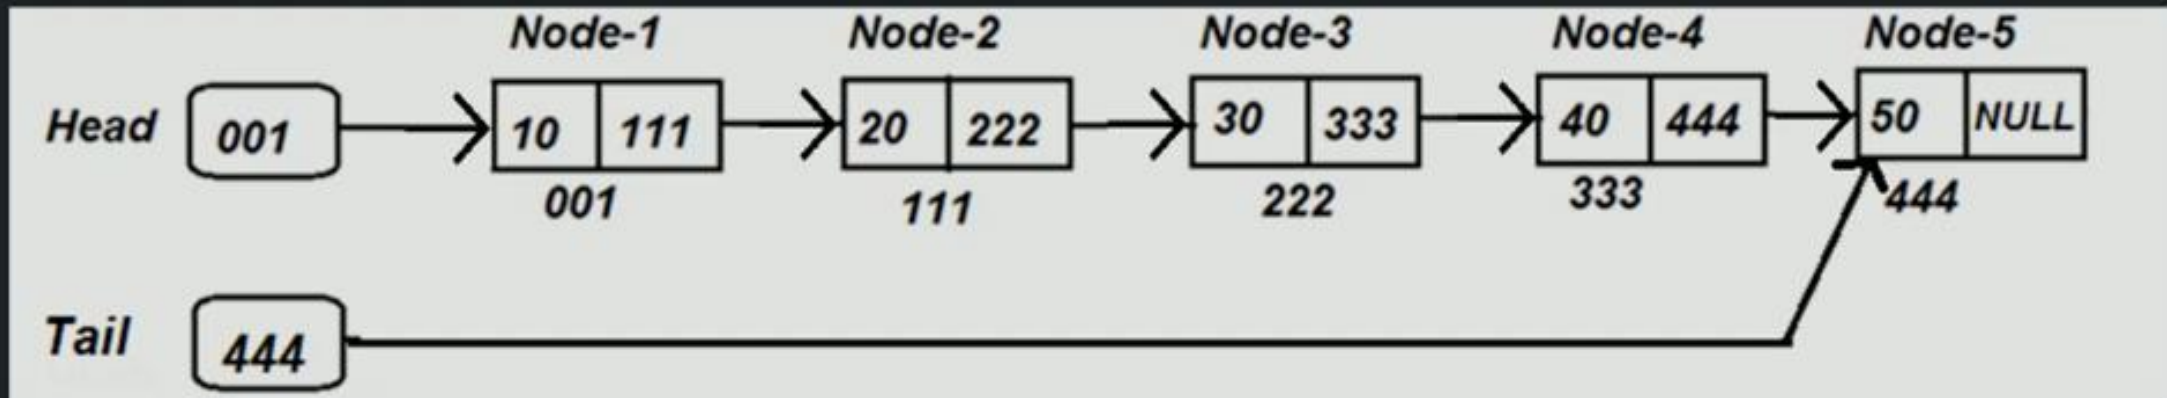 Node-1 Node-2 Node-3 Node-4 Node-5
Head 001 10 111 20 222 30 333 40 444 50 NULL
001 111 222 333 444
Tail 444